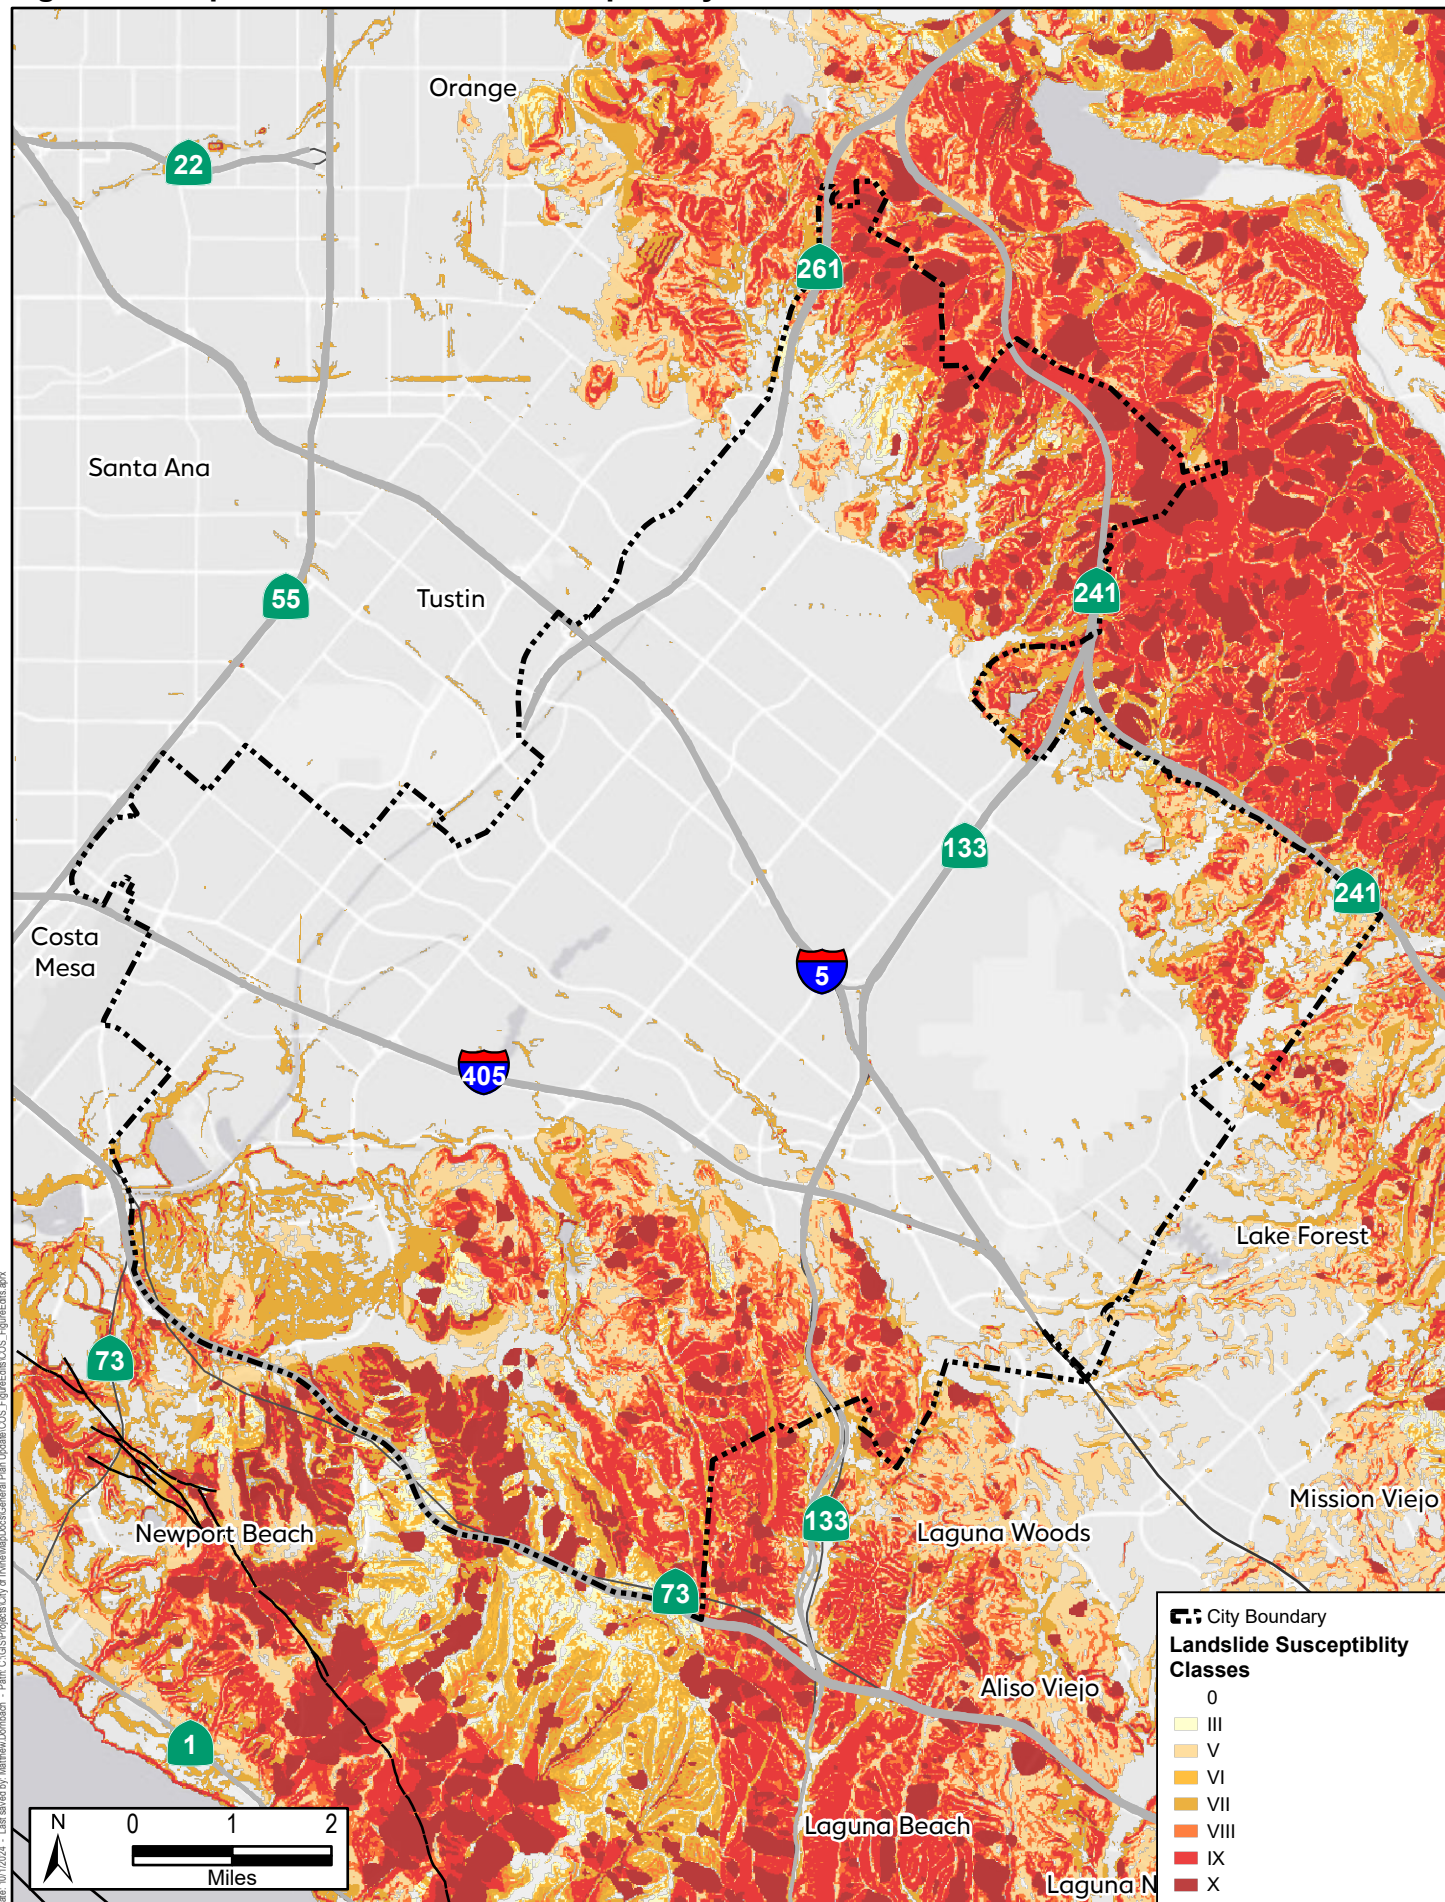 Orange
22
261
Santa Ana
55
Tustin
241
133
241
Costa
Mesa
5
405
Lake Forest
73
Newport Beach
133
Laguna Woods
Mission Viejo
73
Aliso Viejo
1
Laguna Beach
Laguna N
City Boundary
Landslide Susceptiblity
Classes
0
III
V
VI
VII
VIII
IX
X
N
0 1 2
Miles